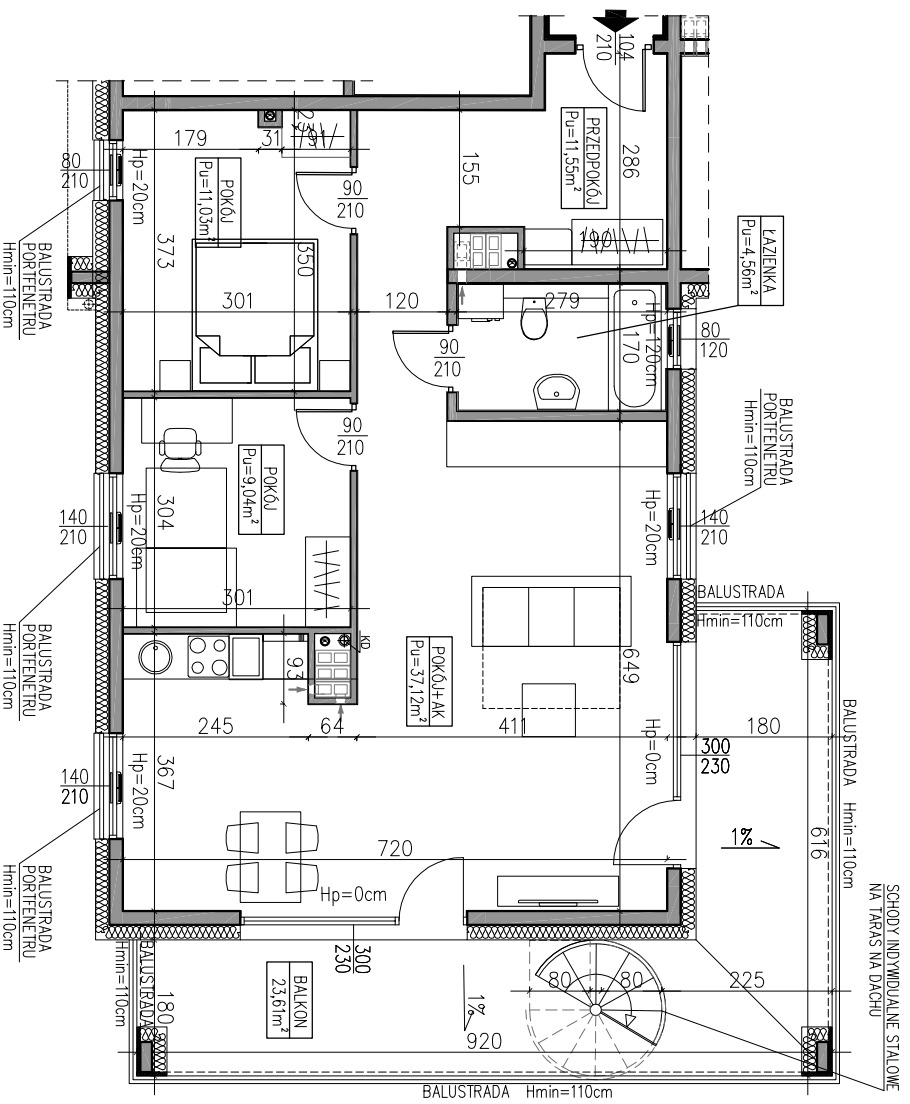 104
210
PRZEDPOKÓJ
Pu=11,55m²
286
155
190
179
31
91
23
80
210
Hp=20cm
BALUSTRADA
PORTFENETRU
Hmin=110cm
POKÓJ
Pu=11,03m²
90
210
373
350
301
120
ŁAZIENKA
Pu=4,56m²
279
Hp=120cm
170
80
120
90
210
BALUSTRADA
PORTFENETRU
Hmin=110cm
90
210
POKÓJ
Pu=9,04m²
304
301
140
210
Hp=20cm
BALUSTRADA
PORTFENETRU
Hmin=110cm
Hp=20cm
140
210
BALUSTRADA
Hmin=110cm
KD
93
POKÓJ+AK
Pu=37,12m²
649
245
64
411
Hp=0cm
300
230
180
BALUSTRADA Hmin=110cm
367
140
210
Hp=20cm
BALUSTRADA
PORTFENETRU
Hmin=110cm
720
1%
616
Hp=0cm
300
230
SCHODY INDYWIDUALNE STALOWE
NA TARAS NA DACHU
BALUSTRADA
Hmin=110cm
180
BALKON
23,61m²
1%
80
80
225
920
BALUSTRADA Hmin=110cm